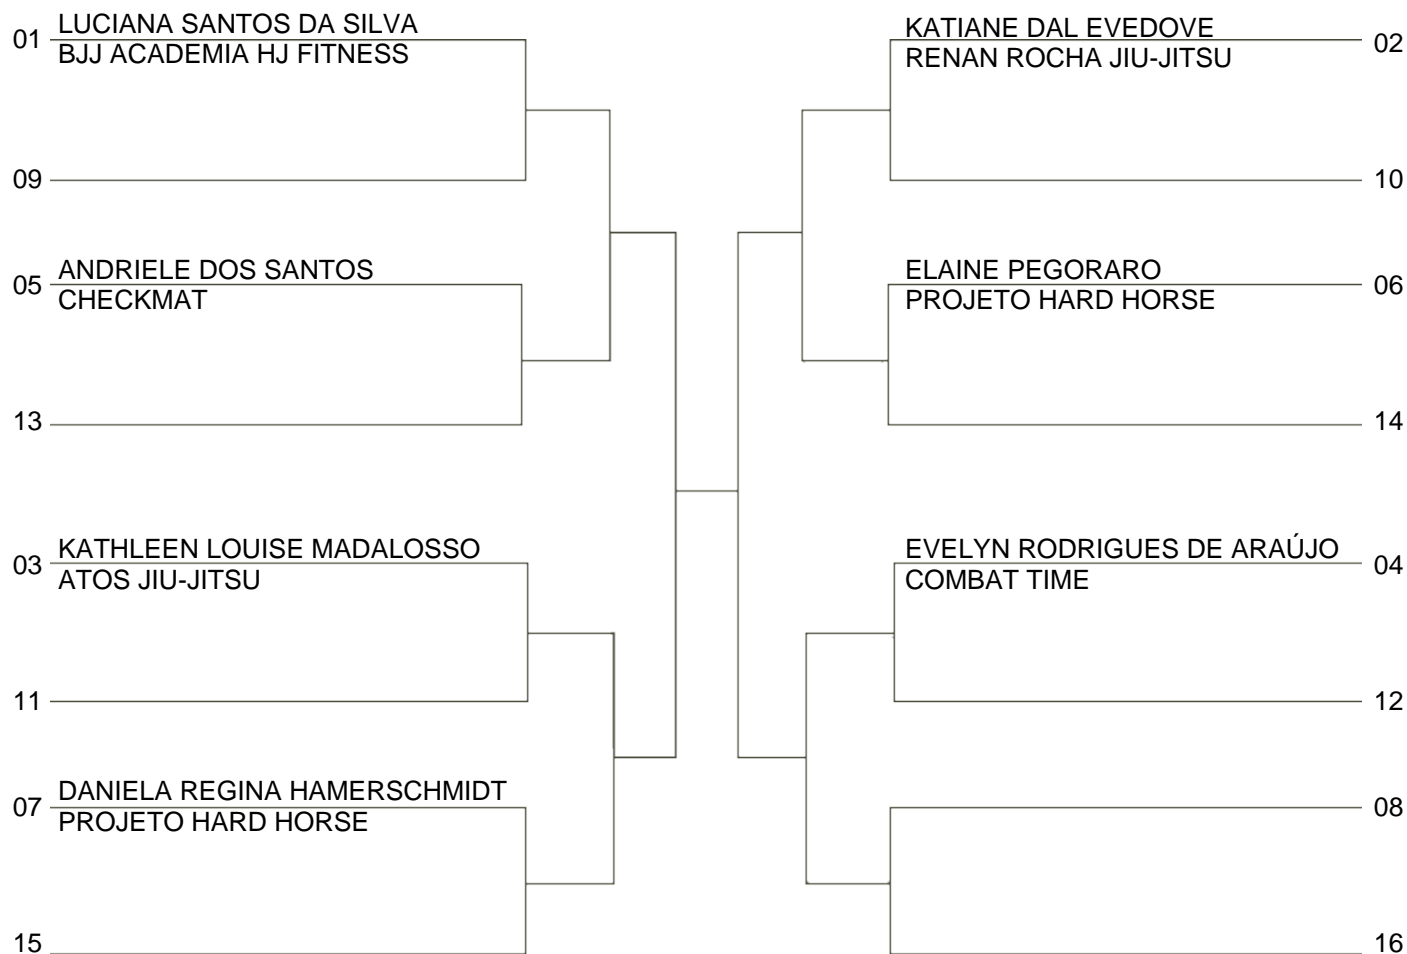 01 LUCIANA SANTOS DA SILVA
BJJ ACADEMIA HJ FITNESS
09
05 ANDRIELE DOS SANTOS
CHECKMAT
13
03 KATHLEEN LOUISE MADALOSSO
ATOS JIU-JITSU
11
07 DANIELA REGINA HAMERSCHMIDT
PROJETO HARD HORSE
15
KATIANE DAL EVEDOVE 02
RENAN ROCHA JIU-JITSU
10
ELAINE PEGORARO 06
PROJETO HARD HORSE
14
EVELYN RODRIGUES DE ARAÚJO 04
COMBAT TIME
12
08
16